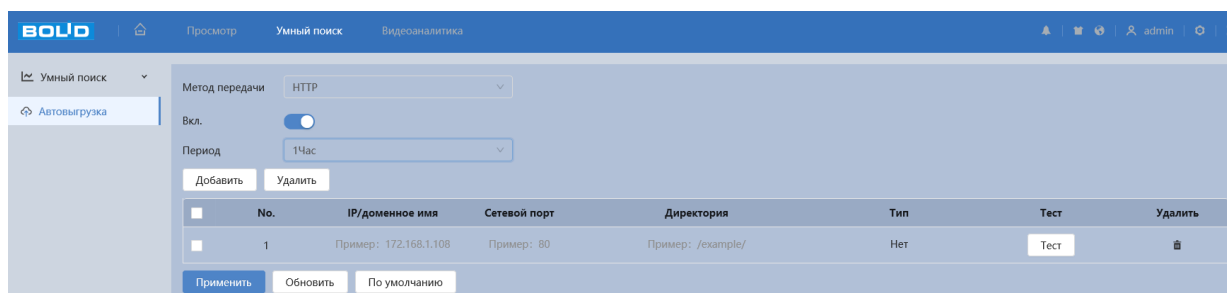 BOLID Просмотр Умный поиск Видеоаналитика admin
Умный поиск
Автовыгрузка
Метод передачи HTTP
Вкл.
Период 1Час
Добавить Удалить
No. IP/доменное имя Сетевой порт Директория Тип Тест Удалить
1 Пример: 172.168.1.108 Пример: 80 Пример: /example/ Нет Тест
Применить Обновить По умолчанию